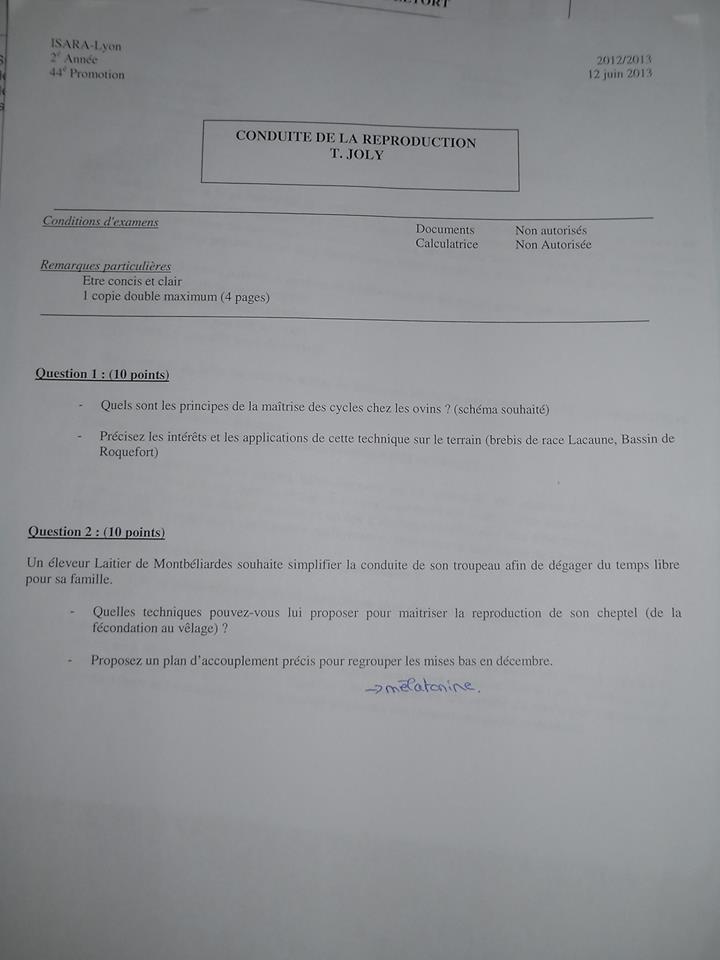 ISARA-Lyon
2e Année
44e Promotion
2012/2013
12 juin 2013
CONDUITE DE LA REPRODUCTION
T. JOLY
Conditions d'examens
Documents Non autorisés
Calculatrice Non Autorisée
Remarques particulières
Etre concis et clair
1 copie double maximum (4 pages)
Question 1 : (10 points)
- Quels sont les principes de la maîtrise des cycles chez les ovins ? (schéma souhaité)
- Précisez les intérêts et les applications de cette technique sur le terrain (brebis de race Lacaune, Bassin de
Roquefort)
Question 2 : (10 points)
Un éleveur Laitier de Montbéliardes souhaite simplifier la conduite de son troupeau afin de dégager du temps libre
pour sa famille.
- Quelles techniques pouvez-vous lui proposer pour maitriser la reproduction de son cheptel (de la
fécondation au vêlage) ?
- Proposez un plan d'accouplement précis pour regrouper les mises bas en décembre.
→ mélatonine.